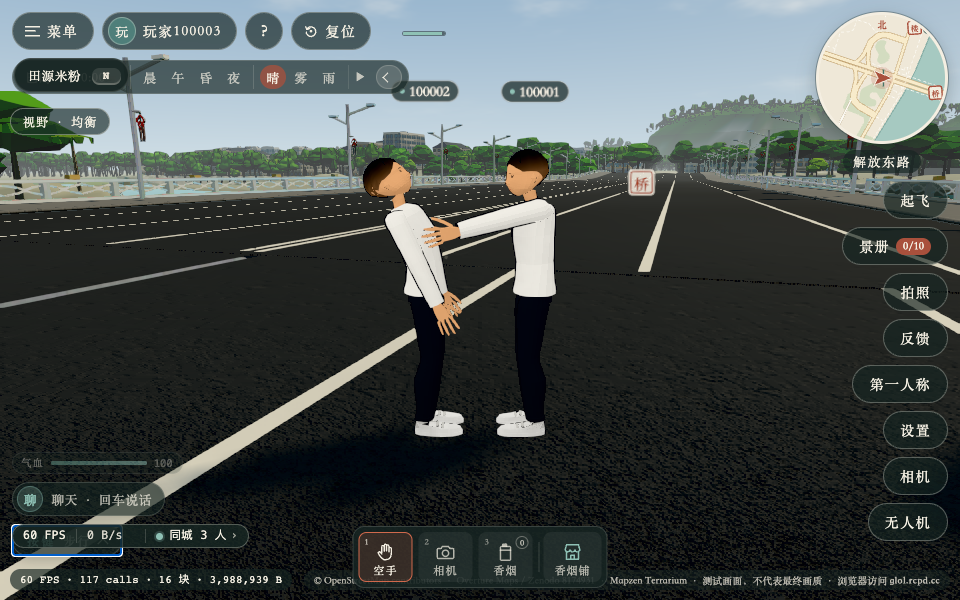 菜单
玩 玩家100003
?
复位
田源米粉 N
晨 午 昏 夜 晴 雾 雨
100002
100001
视野 · 均衡
北
桥
桥
解放东路
起飞
景册 0/10
拍照
反馈
第一人称
设置
相机
无人机
气血 100
聊 聊天 · 回车说话
60 FPS 0 B/s
同城 3 人 ›
1 空手
2 相机
3 0 香烟
香烟铺
60 FPS · 117 calls · 16 块 · 3,988,939 B
© OpenSt
Mapzen Terrarium · 测试画面，不代表最终画质 · 浏览器访问 glol.rcpd.cc